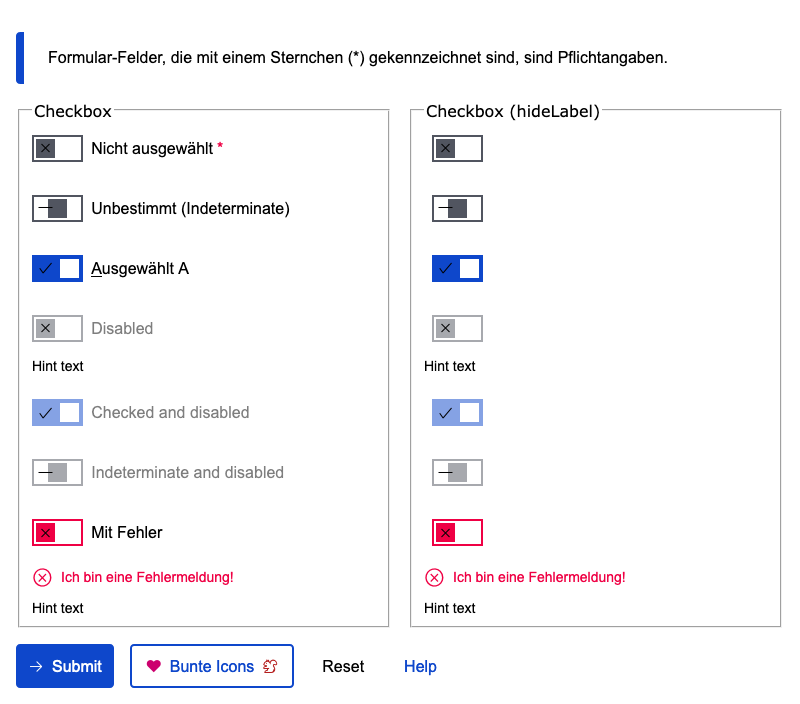 Formular-Felder, die mit einem Sternchen (*) gekennzeichnet sind, sind Pflichtangaben.
Checkbox
Nicht ausgewählt *
Unbestimmt (Indeterminate)
Ausgewählt A
Disabled
Hint text
Checked and disabled
Indeterminate and disabled
Mit Fehler
Ich bin eine Fehlermeldung!
Hint text
Checkbox (hideLabel)
Hint text
Ich bin eine Fehlermeldung!
Hint text
Submit
Bunte Icons
Reset
Help